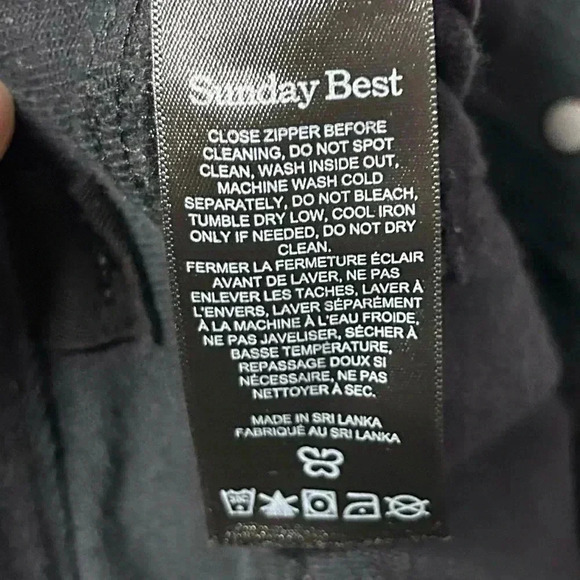 Sunday Best
CLOSE ZIPPER BEFORE
CLEANING, DO NOT SPOT
CLEAN, WASH INSIDE OUT,
MACHINE WASH COLD
SEPARATELY, DO NOT BLEACH,
TUMBLE DRY LOW, COOL IRON
ONLY IF NEEDED, DO NOT DRY
CLEAN.
FERMER LA FERMETURE ÉCLAIR
AVANT DE LAVER, NE PAS
ENLEVER LES TACHES, LAVER À
L'ENVERS, LAVER SÉPARÉMENT
À LA MACHINE À L'EAU FROIDE,
NE PAS JAVELISER, SÉCHER À
BASSE TEMPÉRATURE,
REPASSAGE DOUX SI
NÉCESSAIRE, NE PAS
NETTOYER À SEC.
MADE IN SRI LANKA
FABRIQUÉ AU SRI LANKA